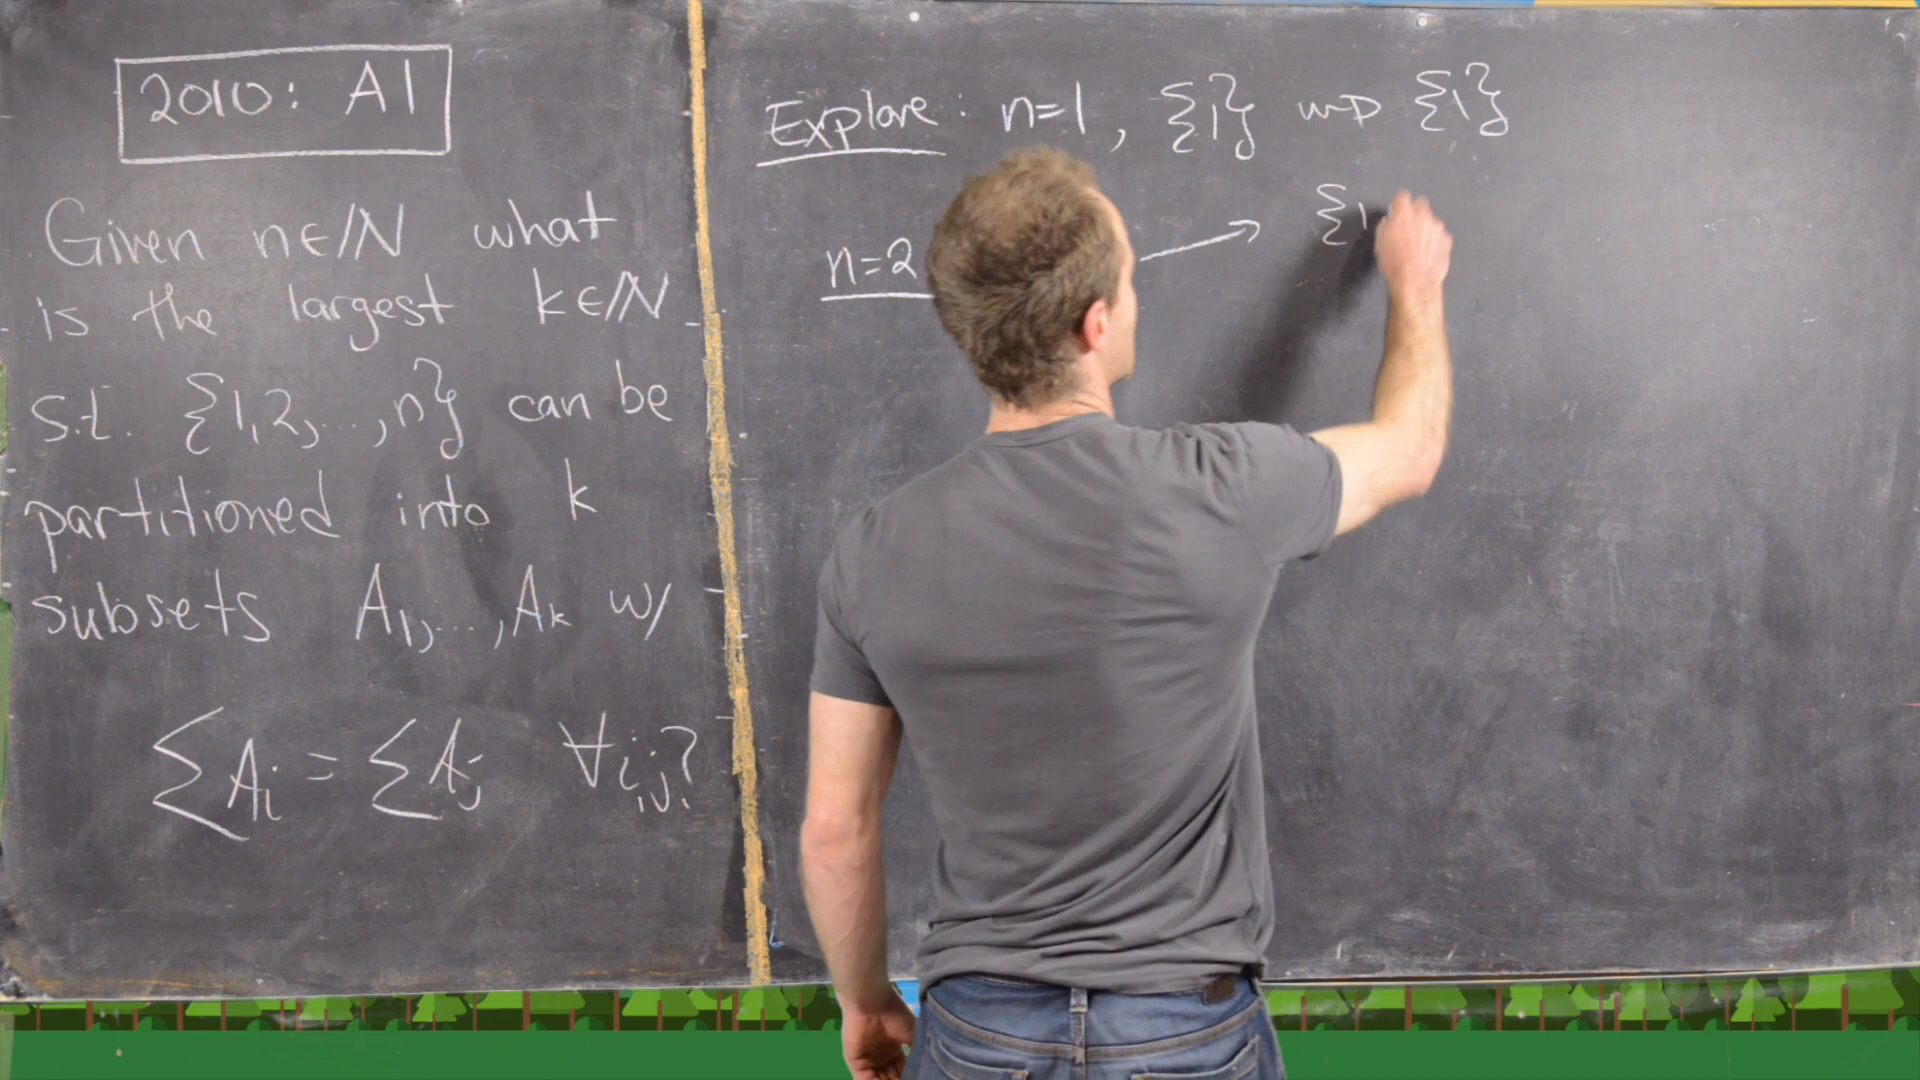 2010: A1
Given n∈ℕ what
is the largest k∈ℕ
s.t. {1,2,...,n} can be
partitioned into k
subsets A₁,...,Aₖ w/
∑Aᵢ = ∑Aⱼ ∀i,j?
Explore: n=1, {1} ⇝ {1}
n=2 → {1